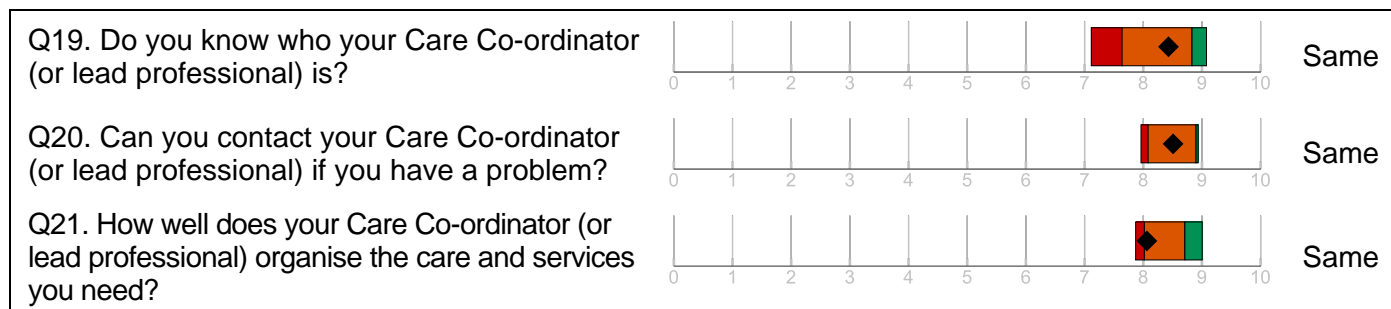 Q19. Do you know who your Care Co-ordinator
(or lead professional) is?
0 1 2 3 4 5 6 7 8 9 10
Same
Q20. Can you contact your Care Co-ordinator
(or lead professional) if you have a problem?
0 1 2 3 4 5 6 7 8 9 10
Same
Q21. How well does your Care Co-ordinator (or
lead professional) organise the care and services
you need?
0 1 2 3 4 5 6 7 8 9 10
Same